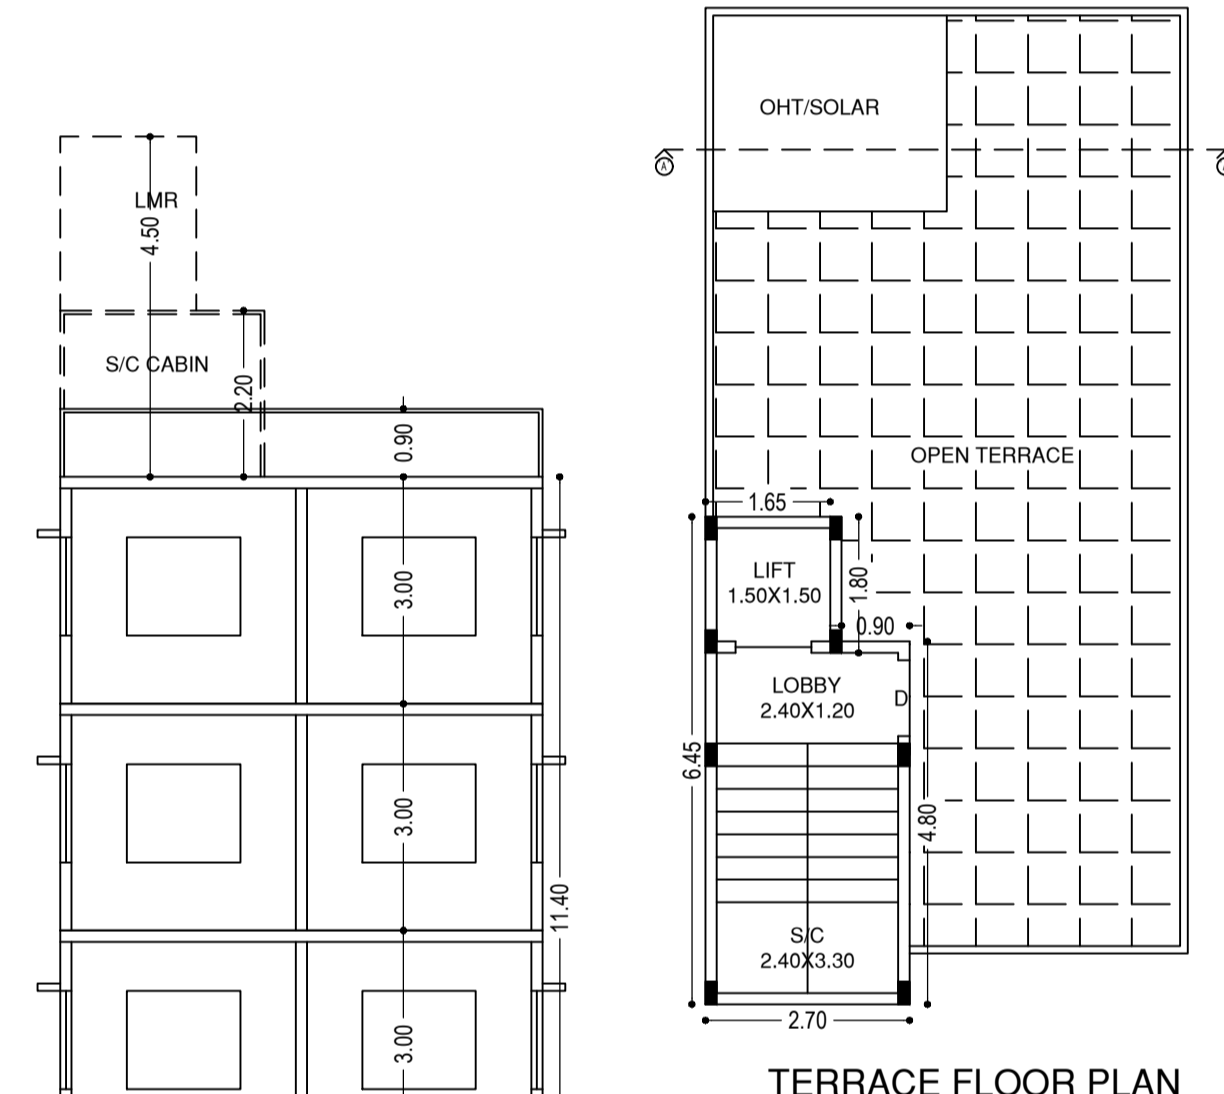 LMR
4.50
S/C CABIN
2.20
0.90
3.00
3.00
11.40
3.00
OHT/SOLAR
A
OPEN TERRACE
1.65
LIFT
1.50X1.50
1.80
0.90
LOBBY
2.40X1.20
D
6.45
4.80
S/C
2.40X3.30
2.70
TERRACE FLOOR PLAN